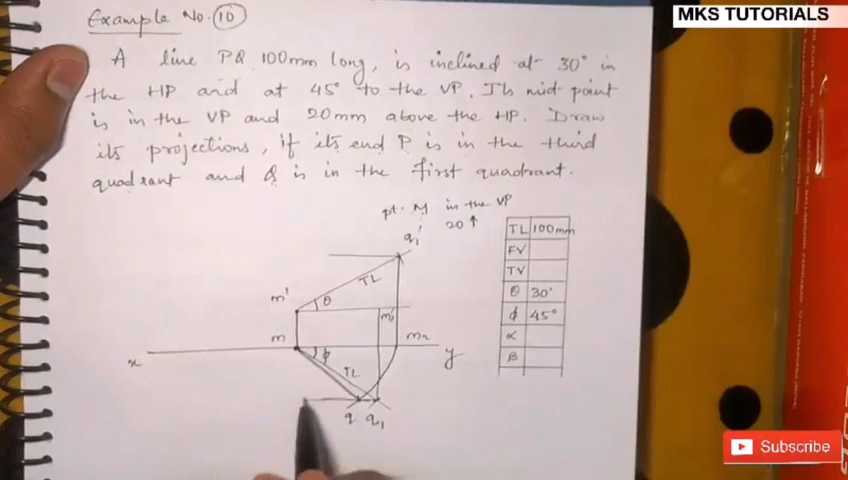 MKS TUTORIALS
Example No. 10
A line PQ 100mm long, is inclined at 30° in
the HP and at 45° to the VP. Its mid point
is in the VP and 20mm above the HP. Draw
its projections, if its end P is in the third
quadrant and Q is in the first quadrant.
pt. M in the VP
20 ↑
TL 100mm
FV
TV
θ 30°
ϕ 45°
α
β
q₁'
TL
m'
θ
m
m₂
x
y
ϕ
TL
q q₁
Subscribe